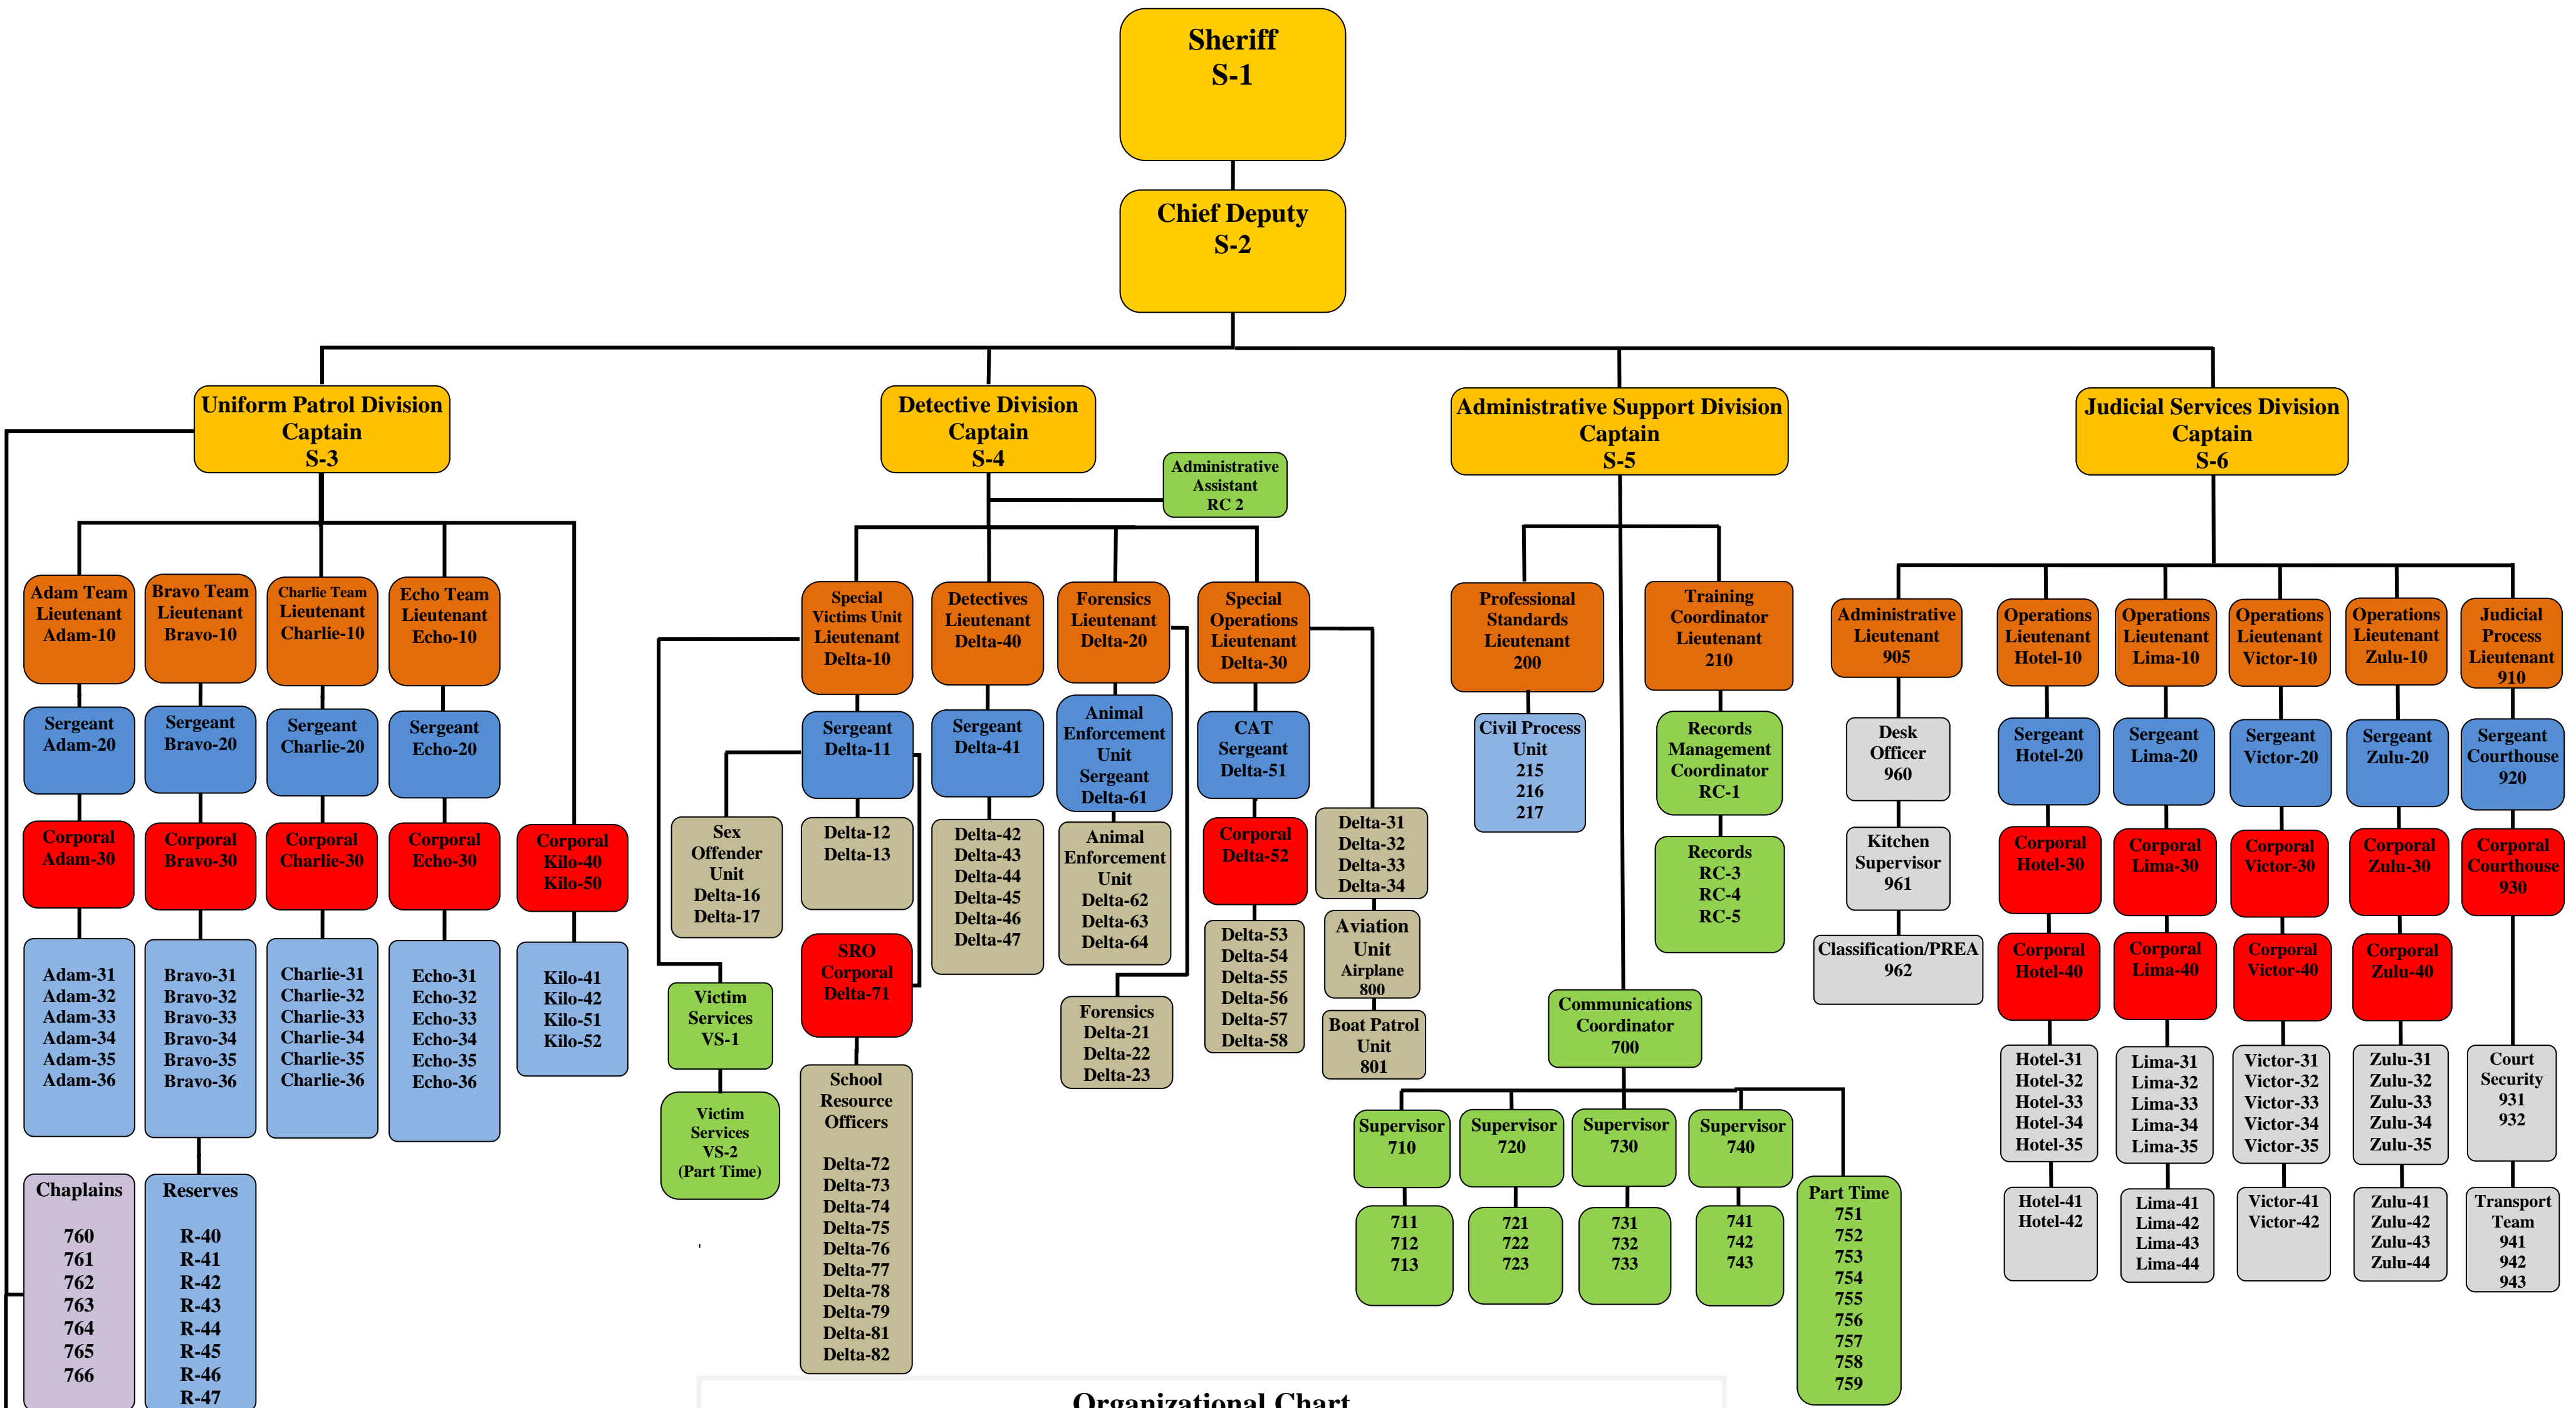 Sheriff
S-1
Chief Deputy
S-2
Uniform Patrol Division
Captain
S-3
Detective Division
Captain
S-4
Administrative
Assistant
RC 2
Administrative Support Division
Captain
S-5
Judicial Services Division
Captain
S-6
Adam Team
Lieutenant
Adam-10
Sergeant
Adam-20
Corporal
Adam-30
Adam-31
Adam-32
Adam-33
Adam-34
Adam-35
Adam-36
Chaplains
760
761
762
763
764
765
766
Bravo Team
Lieutenant
Bravo-10
Sergeant
Bravo-20
Corporal
Bravo-30
Bravo-31
Bravo-32
Bravo-33
Bravo-34
Bravo-35
Bravo-36
Reserves
R-40
R-41
R-42
R-43
R-44
R-45
R-46
R-47
Charlie Team
Lieutenant
Charlie-10
Sergeant
Charlie-20
Corporal
Charlie-30
Charlie-31
Charlie-32
Charlie-33
Charlie-34
Charlie-35
Charlie-36
Echo Team
Lieutenant
Echo-10
Sergeant
Echo-20
Corporal
Echo-30
Echo-31
Echo-32
Echo-33
Echo-34
Echo-35
Echo-36
Corporal
Kilo-40
Kilo-50
Kilo-41
Kilo-42
Kilo-51
Kilo-52
Special
Victims Unit
Lieutenant
Delta-10
Sergeant
Delta-11
Sex
Offender
Unit
Delta-16
Delta-17
Delta-12
Delta-13
Victim
Services
VS-1
Victim
Services
VS-2
(Part Time)
SRO
Corporal
Delta-71
School
Resource
Officers
Delta-72
Delta-73
Delta-74
Delta-75
Delta-76
Delta-77
Delta-78
Delta-79
Delta-81
Delta-82
Detectives
Lieutenant
Delta-40
Sergeant
Delta-41
Delta-42
Delta-43
Delta-44
Delta-45
Delta-46
Delta-47
Forensics
Lieutenant
Delta-20
Animal
Enforcement
Unit
Sergeant
Delta-61
Animal
Enforcement
Unit
Delta-62
Delta-63
Delta-64
Forensics
Delta-21
Delta-22
Delta-23
Special
Operations
Lieutenant
Delta-30
CAT
Sergeant
Delta-51
Corporal
Delta-52
Delta-53
Delta-54
Delta-55
Delta-56
Delta-57
Delta-58
Delta-31
Delta-32
Delta-33
Delta-34
Aviation
Unit
Airplane
800
Boat Patrol
Unit
801
Professional
Standards
Lieutenant
200
Civil Process
Unit
215
216
217
Training
Coordinator
Lieutenant
210
Records
Management
Coordinator
RC-1
Records
RC-3
RC-4
RC-5
Communications
Coordinator
700
Supervisor
710
711
712
713
Supervisor
720
721
722
723
Supervisor
730
731
732
733
Supervisor
740
741
742
743
Part Time
751
752
753
754
755
756
757
758
759
Administrative
Lieutenant
905
Desk
Officer
960
Kitchen
Supervisor
961
Classification/PREA
962
Operations
Lieutenant
Hotel-10
Sergeant
Hotel-20
Corporal
Hotel-30
Corporal
Hotel-40
Hotel-31
Hotel-32
Hotel-33
Hotel-34
Hotel-35
Hotel-41
Hotel-42
Operations
Lieutenant
Lima-10
Sergeant
Lima-20
Corporal
Lima-30
Corporal
Lima-40
Lima-31
Lima-32
Lima-33
Lima-34
Lima-35
Lima-41
Lima-42
Lima-43
Lima-44
Operations
Lieutenant
Victor-10
Sergeant
Victor-20
Corporal
Victor-30
Corporal
Victor-40
Victor-31
Victor-32
Victor-33
Victor-34
Victor-35
Victor-41
Victor-42
Operations
Lieutenant
Zulu-10
Sergeant
Zulu-20
Corporal
Zulu-30
Corporal
Zulu-40
Zulu-31
Zulu-32
Zulu-33
Zulu-34
Zulu-35
Zulu-41
Zulu-42
Zulu-43
Zulu-44
Judicial
Process
Lieutenant
910
Sergeant
Courthouse
920
Corporal
Courthouse
930
Court
Security
931
932
Transport
Team
941
942
943
Organizational Chart